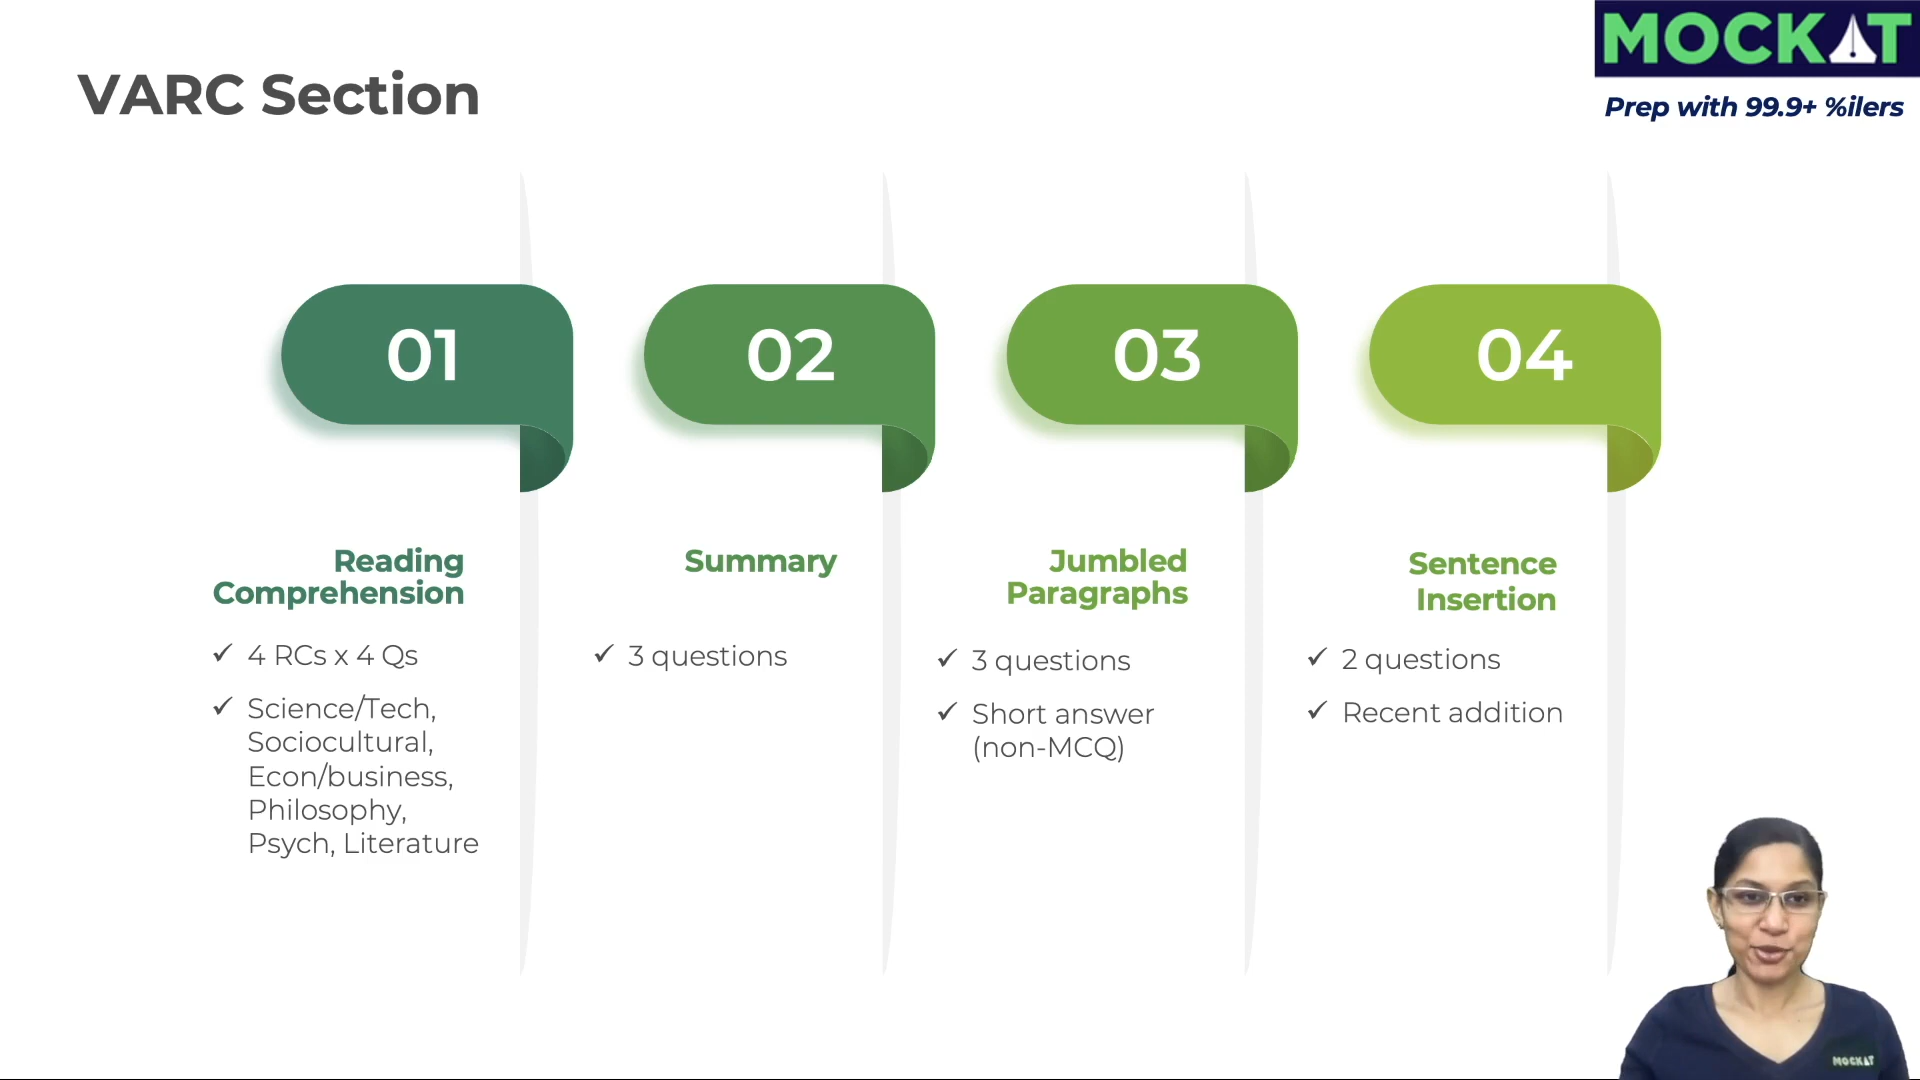 MOCKAT
Prep with 99.9+ %ilers
VARC Section
01
02
03
04
Reading
Comprehension
✓ 4 RCs x 4 Qs
✓ Science/Tech,
Sociocultural,
Econ/business,
Philosophy,
Psych, Literature
Summary
✓ 3 questions
Jumbled
Paragraphs
✓ 3 questions
✓ Short answer
(non-MCQ)
Sentence
Insertion
✓ 2 questions
✓ Recent addition
MOCKAT